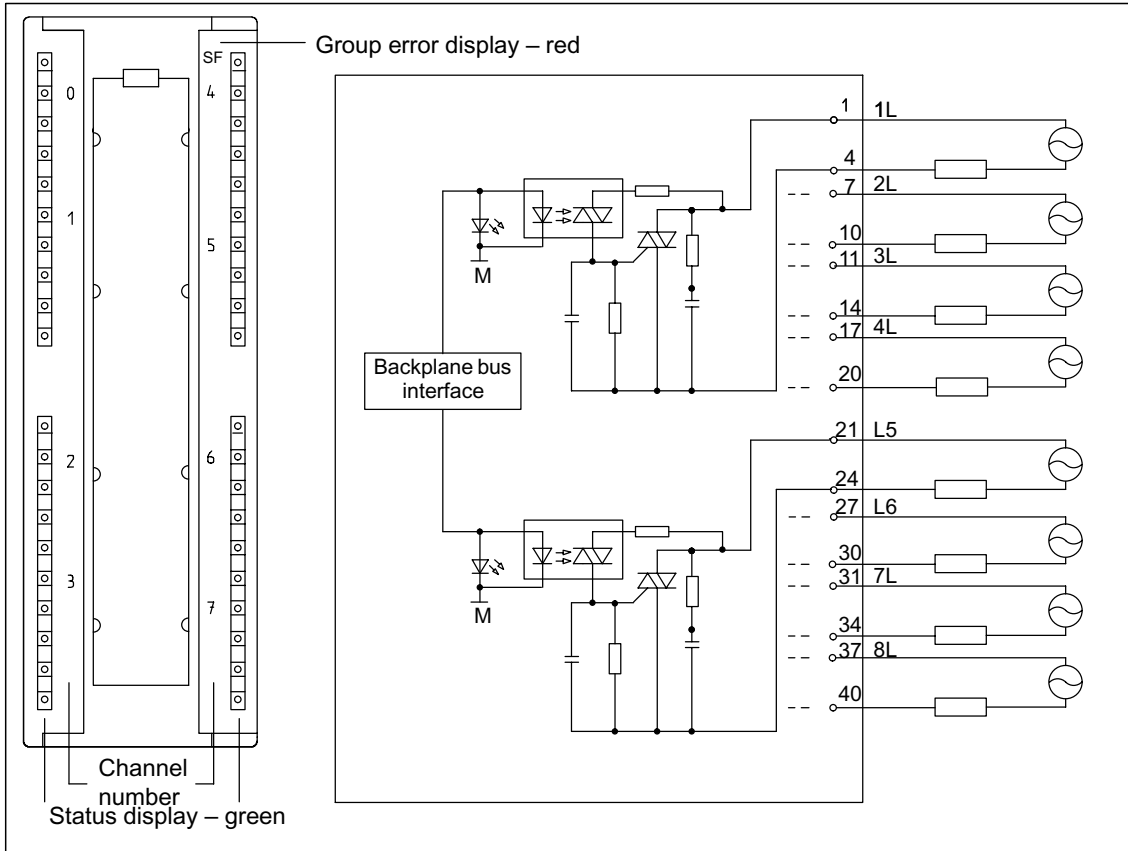 Group error display – red
SF
0
4
1
5
2
6
3
7
Channel
number
Status display – green
M
Backplane bus
interface
M
1 1L
4
7 2L
10
11 3L
14
17 4L
20
21 L5
24
27 L6
30
31 7L
34
37 8L
40